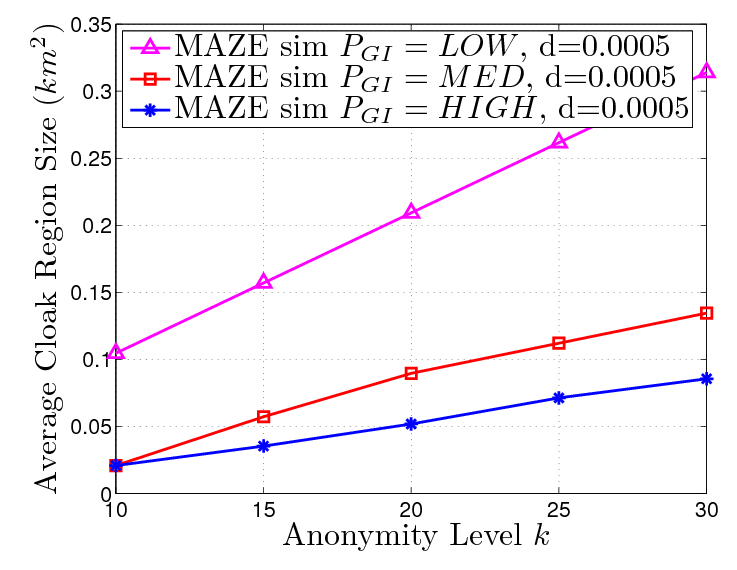 0.35
0.3
0.25
0.2
0.15
0.1
0.05
0
Average Cloak Region Size (km²)
MAZE sim P_GI = LOW, d=0.0005
MAZE sim P_GI = MED, d=0.0005
MAZE sim P_GI = HIGH, d=0.0005
10 15 20 25 30
Anonymity Level k